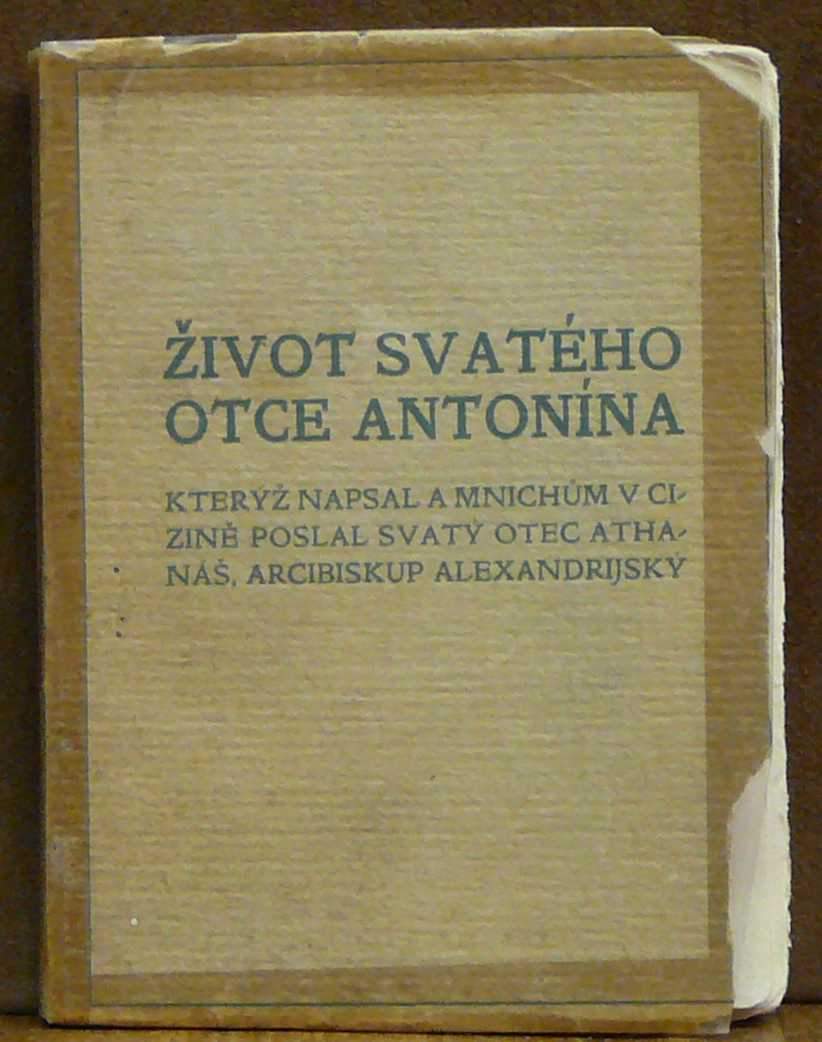 ŽIVOT SVATÉHO
OTCE ANTONÍNA
KTERÝŽ NAPSAL A MNICHŮM V CI-
ZINĚ POSLAL SVATÝ OTEC ATHA-
NÁŠ, ARCIBISKUP ALEXANDRIJSKÝ